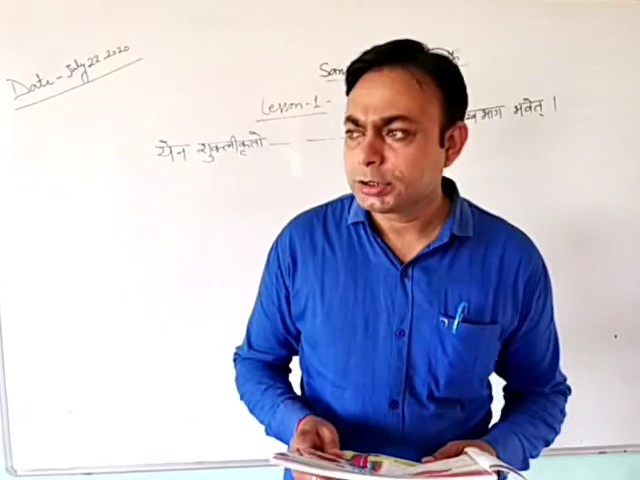 Date - July 22, 2020
Lesson-1-
येन शुक्लीकृतो — — भाग भवेत् ।